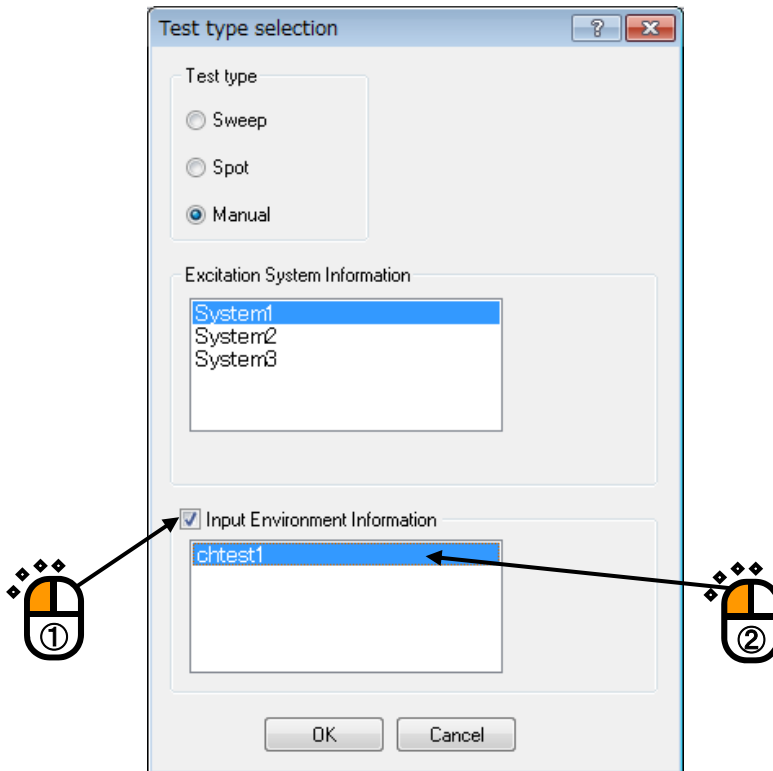 Test type selection
?
Test type
Sweep
Spot
Manual
Excitation System Information
System1
System2
System3
Input Environment Information
chtest1
①
②
OK
Cancel